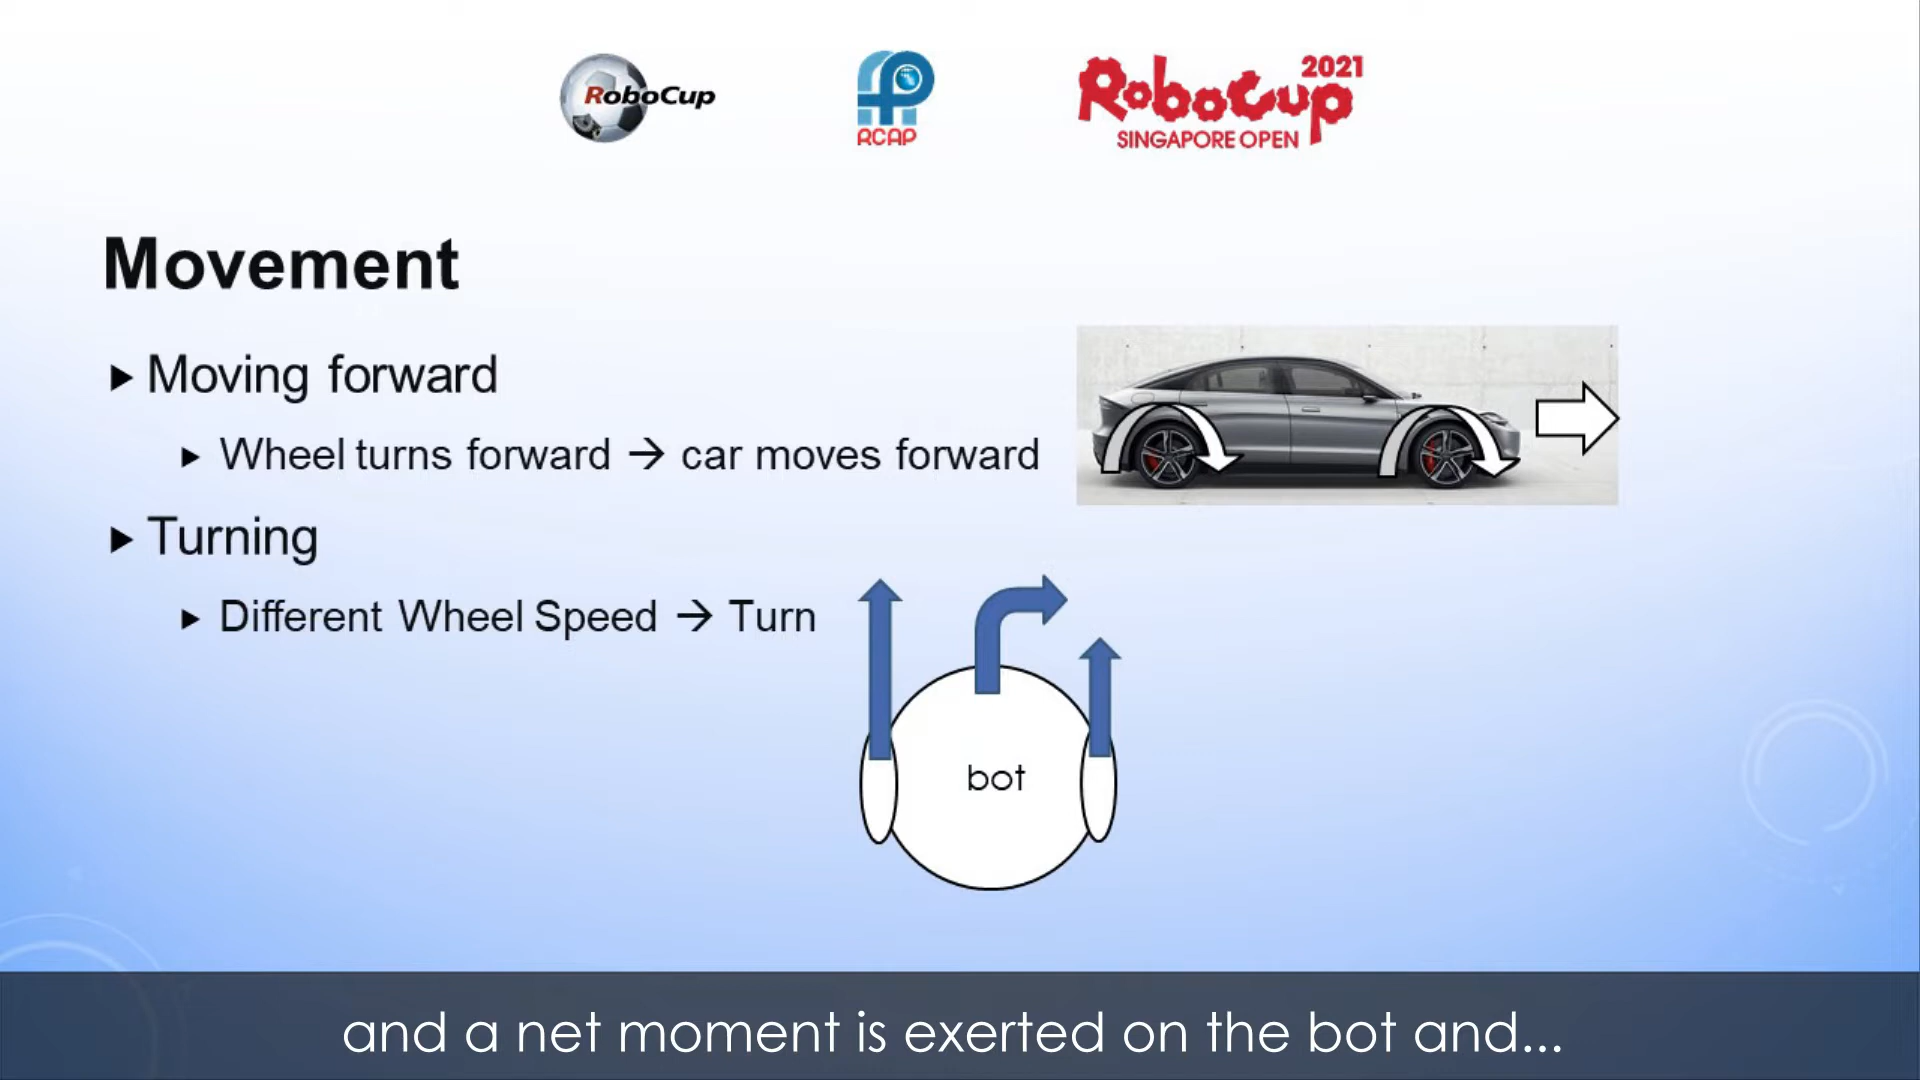 RoboCup
RCAP
RoboCup 2021
SINGAPORE OPEN
Movement
Moving forward
Wheel turns forward → car moves forward
Turning
Different Wheel Speed → Turn
bot
and a net moment is exerted on the bot and...